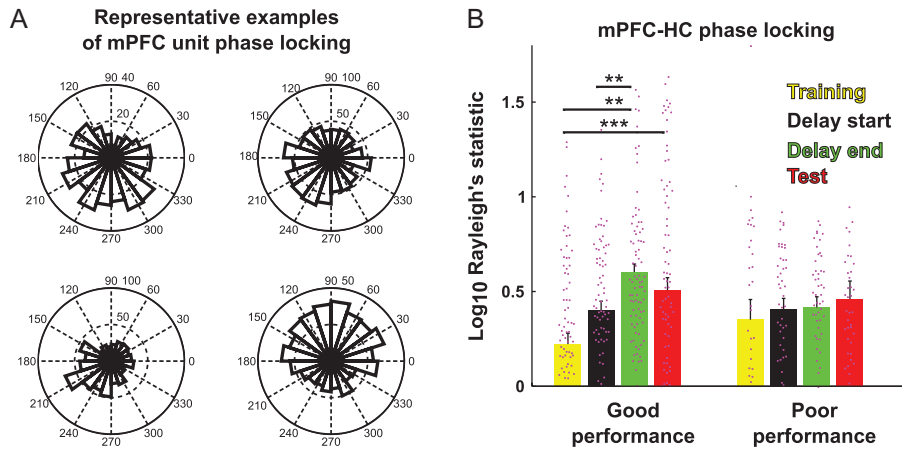 A
Representative examples
of mPFC unit phase locking
90 40
120 60
20
150 30
180 0
210 330
240 300
270
90 100
120 60
50
150 30
180 0
210 330
240 300
270
90 100
120 60
50
150 30
180 0
210 330
240 300
270
90 50
120 60
150 30
180 0
210 330
240 300
270
B
mPFC-HC phase locking
Log10 Rayleigh's statistic
1.5
1
0.5
0
**
**
***
Training
Delay start
Delay end
Test
Good
performance
Poor
performance